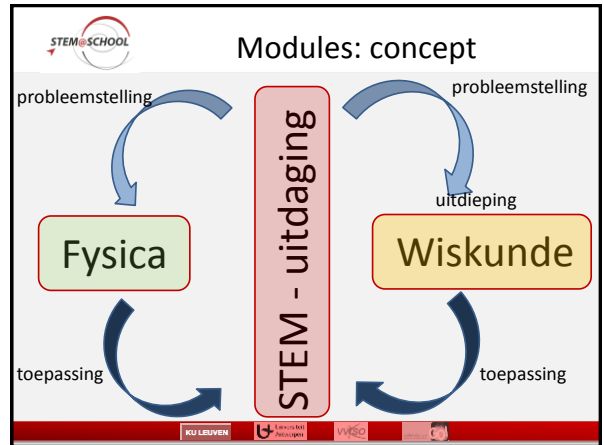 STEM@SCHOOL
Modules: concept
probleemstelling
probleemstelling
STEM - uitdaging
uitdieping
Fysica
Wiskunde
toepassing
toepassing
KU LEUVEN
Universiteit
Antwerpen
VVKSO